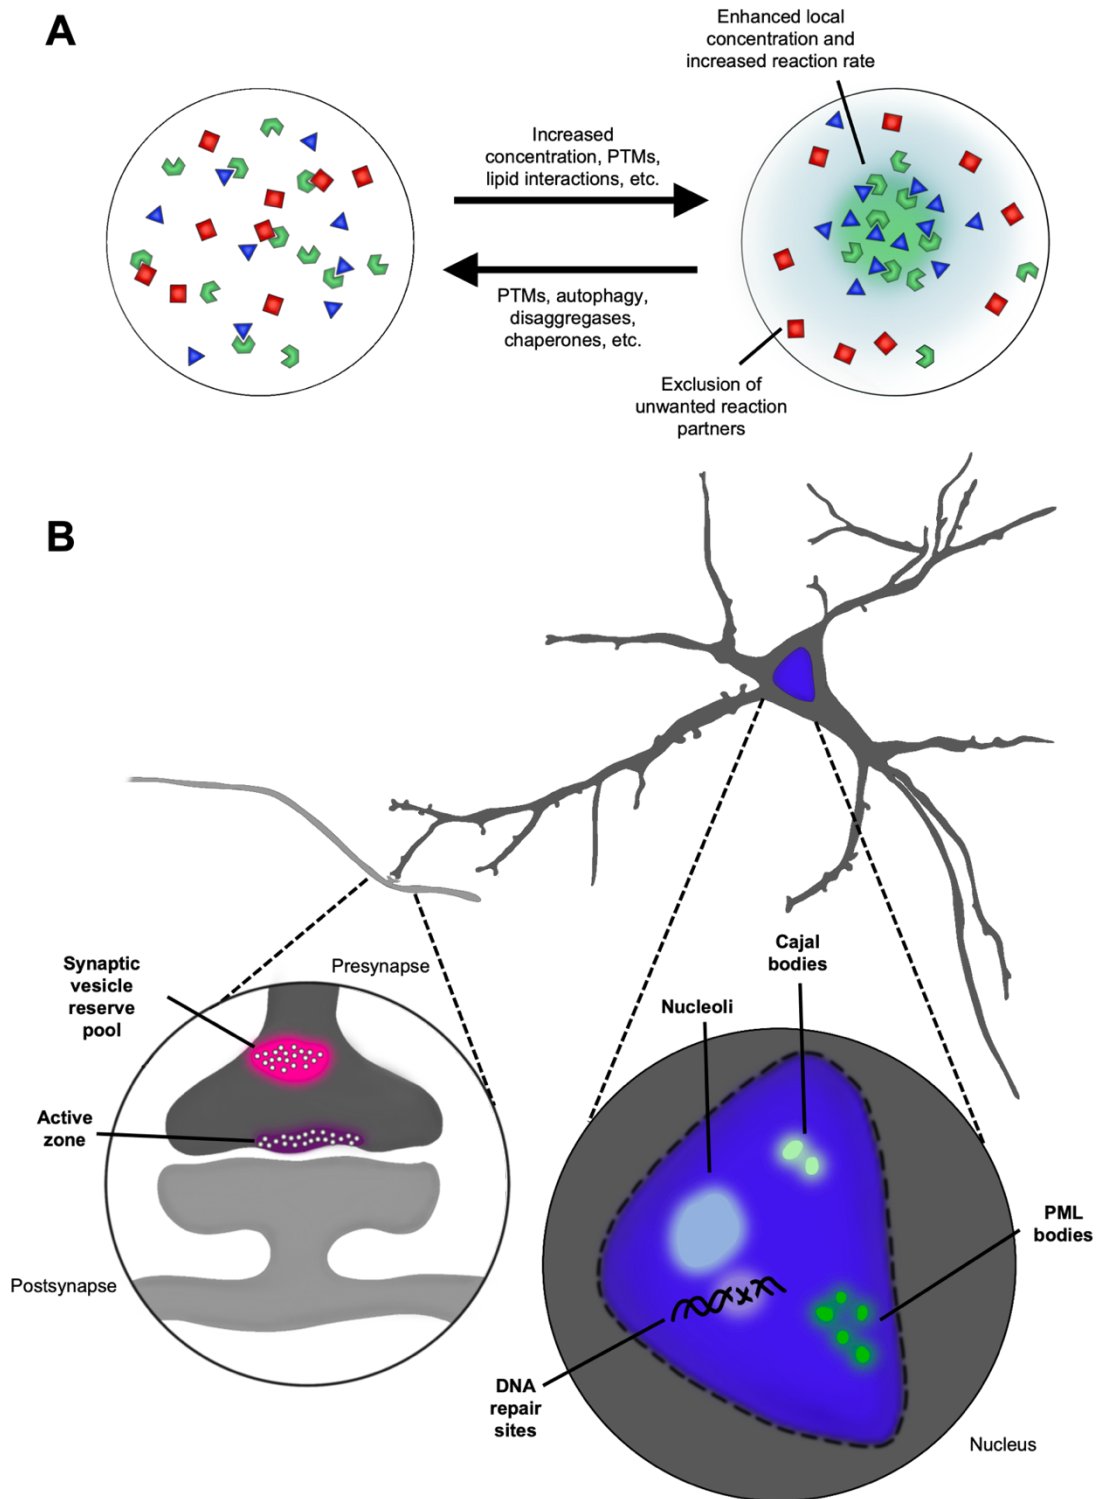 A
Enhanced local
concentration and
increased reaction rate
Increased
concentration, PTMs,
lipid interactions, etc.
PTMs, autophagy,
disaggregases,
chaperones, etc.
Exclusion of
unwanted reaction
partners
B
Synaptic
vesicle
reserve
pool
Presynapse
Active
zone
Postsynapse
Cajal
bodies
Nucleoli
PML
bodies
DNA
repair
sites
Nucleus